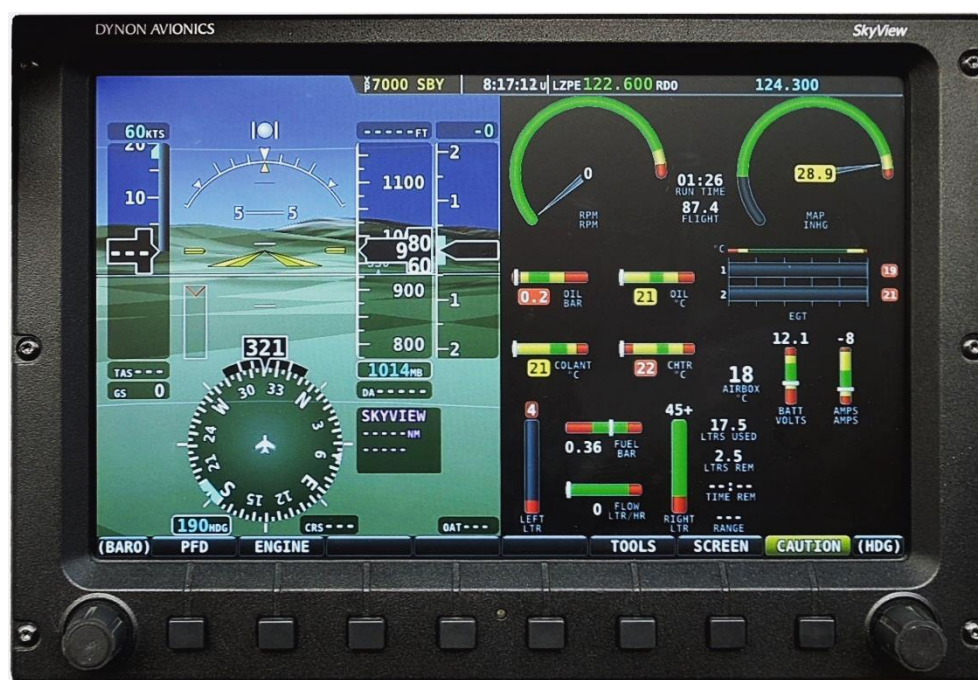 DYNON AVIONICS
SkyView
7000 SBY
8:17:12U
LZPE 122.600 RDO
124.300
60KTS
-----FT
-0
20
10
5 5
1100
900
800
980
60
2
1
1
2
321
1014MB
TAS---
GS 0
DA-----
SKYVIEW
-----NM
-----
W 30 33 N 3 6 E 12 15 S 21 24
190HDG
CRS---
OAT---
0
RPM
RPM
01:26
RUN TIME
87.4
FLIGHT
28.9
MAP
INHG
°C
1
19
2
21
EGT
0.2
OIL
BAR
21
OIL
°C
21
COLANT
°C
22
CHTR
°C
18
AIRBOX
°C
12.1
BATT
VOLTS
-8
AMPS
AMPS
4
LEFT
LTR
0.36
FUEL
BAR
0
FLOW
LTR/HR
45+
RIGHT
LTR
17.5
LTRS USED
2.5
LTRS REM
--:--
TIME REM
---
RANGE
(BARO)
PFD
ENGINE
TOOLS
SCREEN
CAUTION
(HDG)